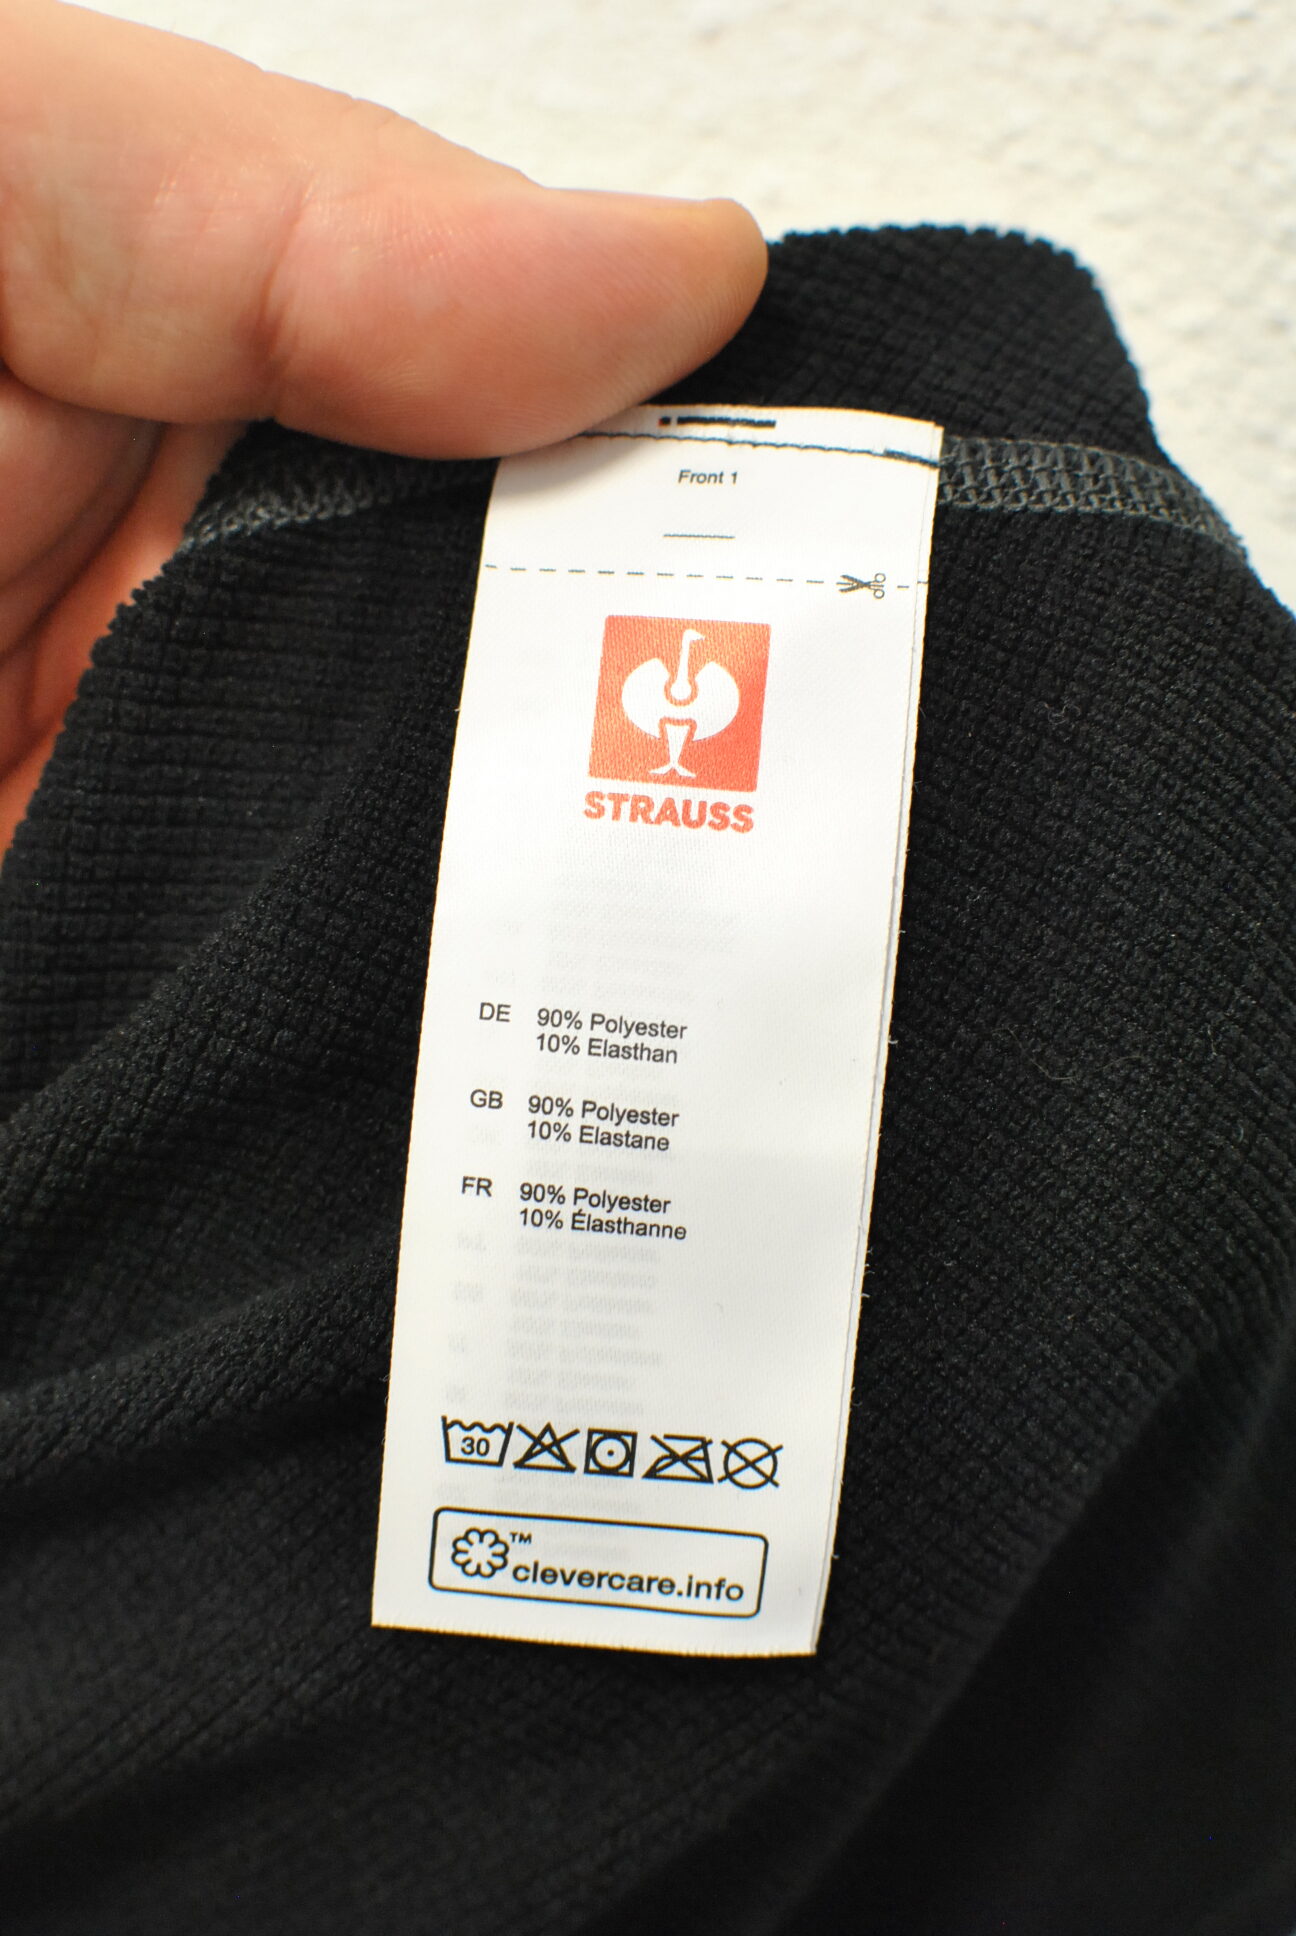 Front 1
STRAUSS
DE 90% Polyester
10% Elasthan
GB 90% Polyester
10% Elastane
FR 90% Polyester
10% Élasthanne
30
™
clevercare.info